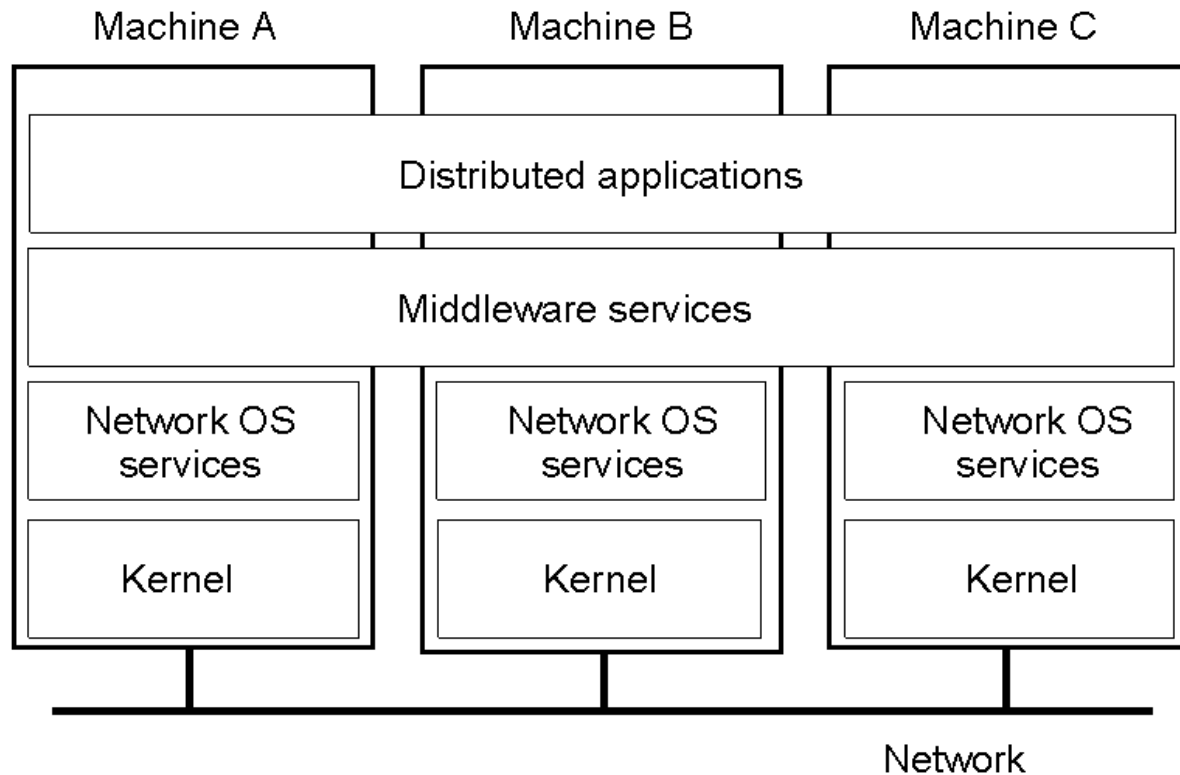 Machine A
Machine B
Machine C
Distributed applications
Middleware services
Network OS
services
Network OS
services
Network OS
services
Kernel
Kernel
Kernel
Network